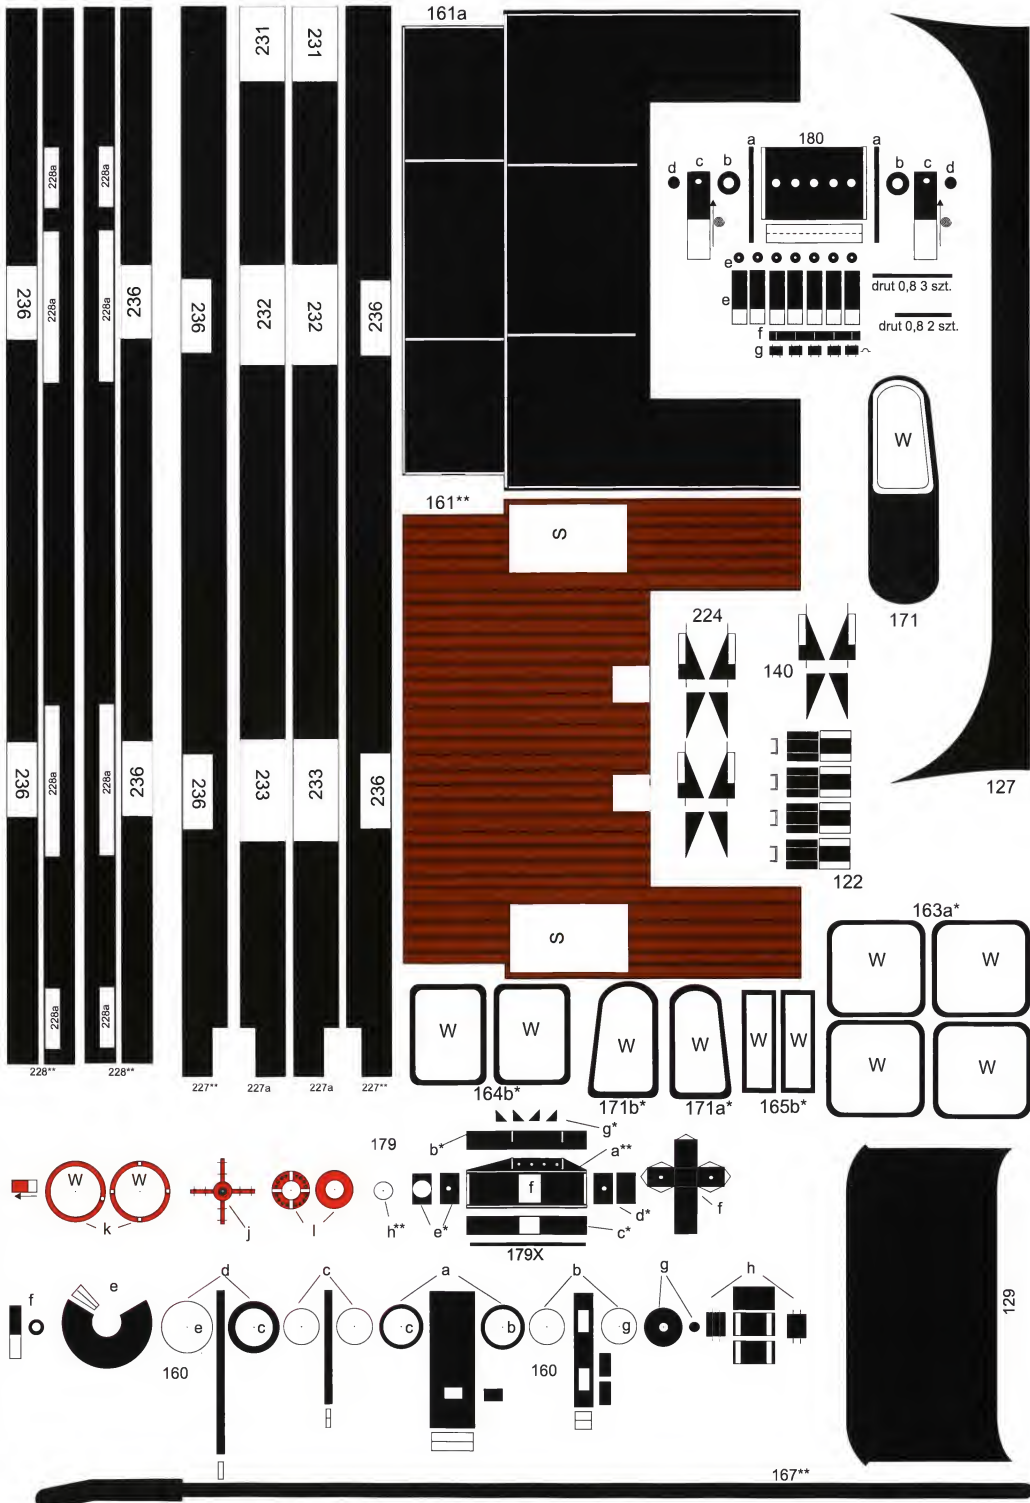 161a
231
231
180
a
a
d
c
b
b
c
d
228a
228a
e
236
228a
228a
236
236
232
232
236
e
drut 0,8 3 szt.
drut 0,8 2 szt.
f
g
W
161**
S
171
224
140
236
228a
228a
236
236
233
233
236
127
122
S
163a*
W
W
228a
228a
W
W
W
W
W
W
W
W
228**
228**
227**
227a
227a
227**
164b*
171b*
171a*
165b*
g*
b*
179
a**
W
W
f
k
j
l
h**
e*
d*
c*
f
179X
f
e
d
c
a
b
g
h
e
c
c
b
g
160
160
129
167**